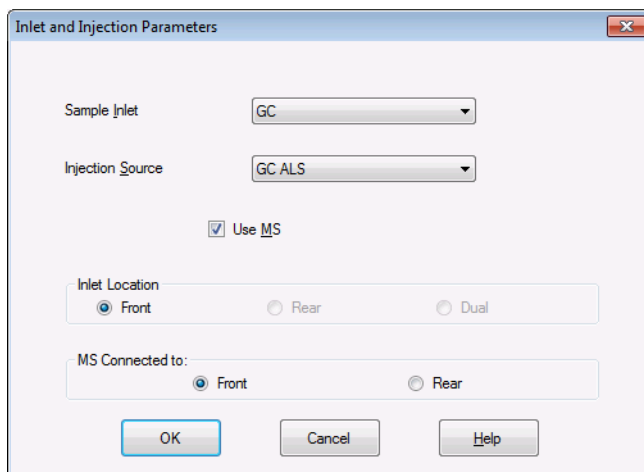 Inlet and Injection Parameters
Sample Inlet GC
Injection Source GC ALS
Use MS
Inlet Location
Front Rear Dual
MS Connected to:
Front Rear
OK Cancel Help